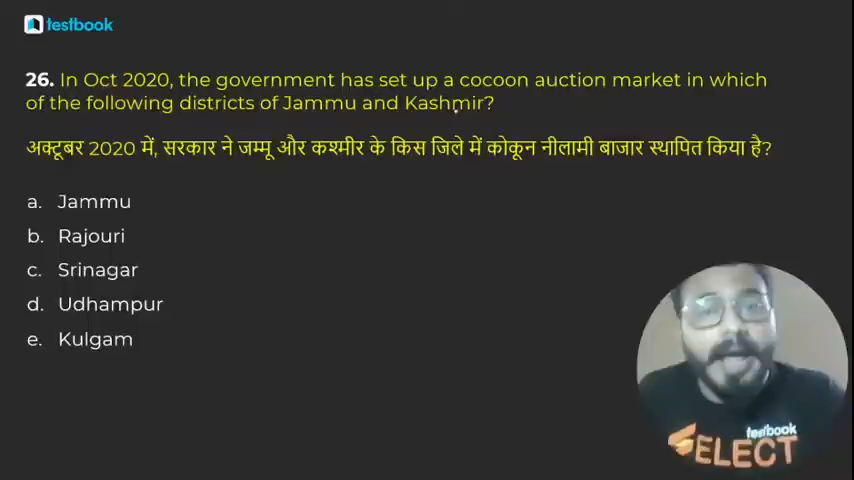 testbook
26. In Oct 2020, the government has set up a cocoon auction market in which
of the following districts of Jammu and Kashmir?
अक्टूबर 2020 में, सरकार ने जम्मू और कश्मीर के किस जिले में कोकून नीलामी बाजार स्थापित किया है?
a. Jammu
b. Rajouri
c. Srinagar
d. Udhampur
e. Kulgam
testbook
SELECT